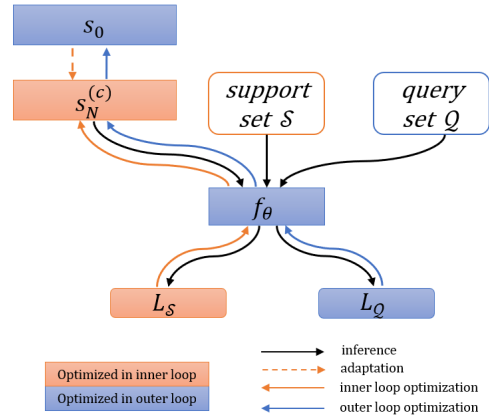 s₀
s_N^(c)
support
set 𝒮
query
set 𝒬
f_θ
L_𝒮
L_𝒬
Optimized in inner loop
Optimized in outer loop
inference
adaptation
inner loop optimization
outer loop optimization